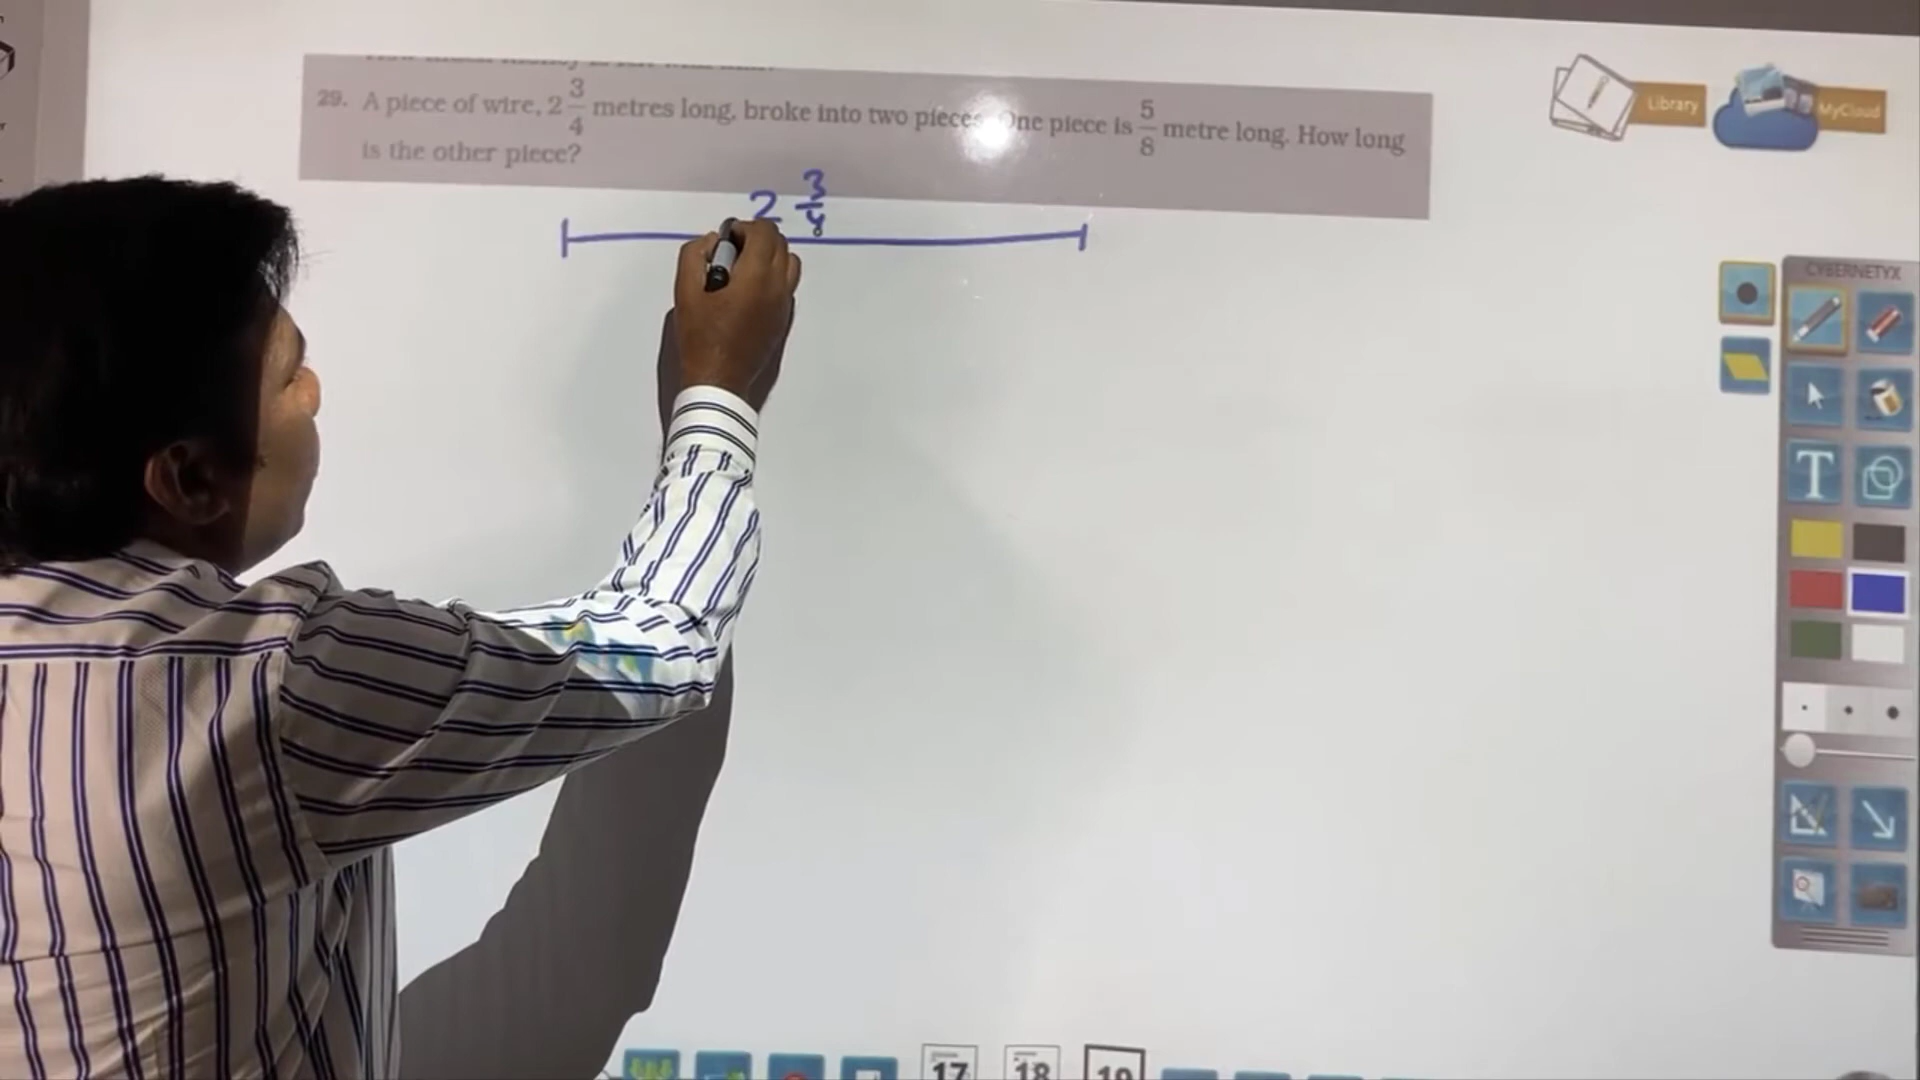 29. A piece of wire, 2 3/4 metres long, broke into two pieces. One piece is 5/8 metre long. How long
is the other piece?
2 3/4
Library
MyCloud
CYBERNETYX
T
17
18
19